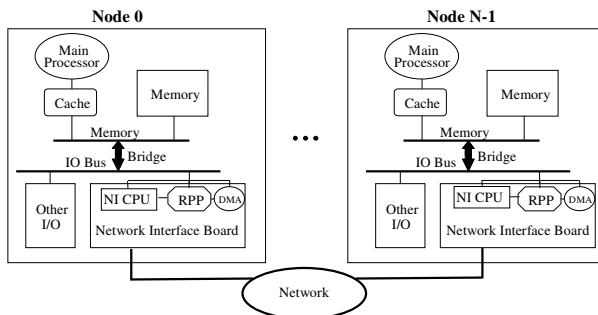 Node 0
Main
Processor
Cache
Memory
Memory
Bridge
IO Bus
Other
I/O
NI CPU
RPP
DMA
Network Interface Board
...
Node N-1
Main
Processor
Cache
Memory
Memory
Bridge
IO Bus
Other
I/O
NI CPU
RPP
DMA
Network Interface Board
Network